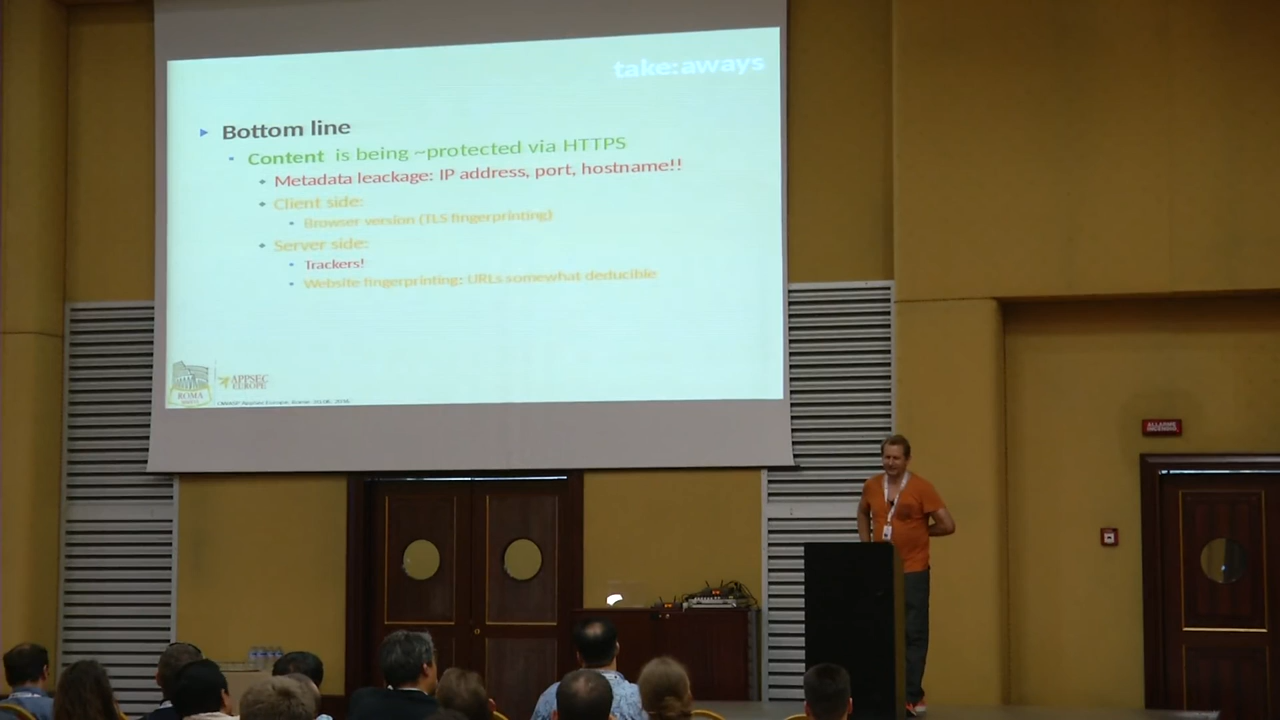 take:aways
Bottom line
Content is being ~protected via HTTPS
Metadata leackage: IP address, port, hostname!!
Client side:
Browser version (TLS fingerprinting)
Server side:
Trackers!
Website fingerprinting: URLs somewhat deducible
ROMA
APPSEC
EUROPE
ALLARME